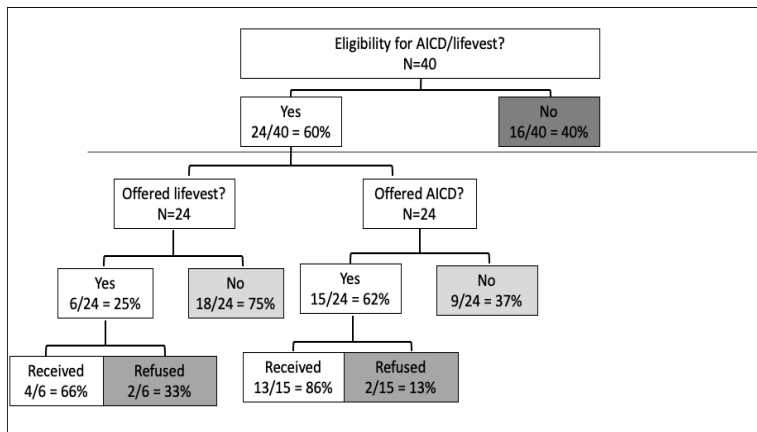 Eligibility for AICD/lifevest?
N=40
Yes
24/40 = 60%
No
16/40 = 40%
Offered lifevest?
N=24
Offered AICD?
N=24
Yes
6/24 = 25%
No
18/24 = 75%
Yes
15/24 = 62%
No
9/24 = 37%
Received
4/6 = 66%
Refused
2/6 = 33%
Received
13/15 = 86%
Refused
2/15 = 13%